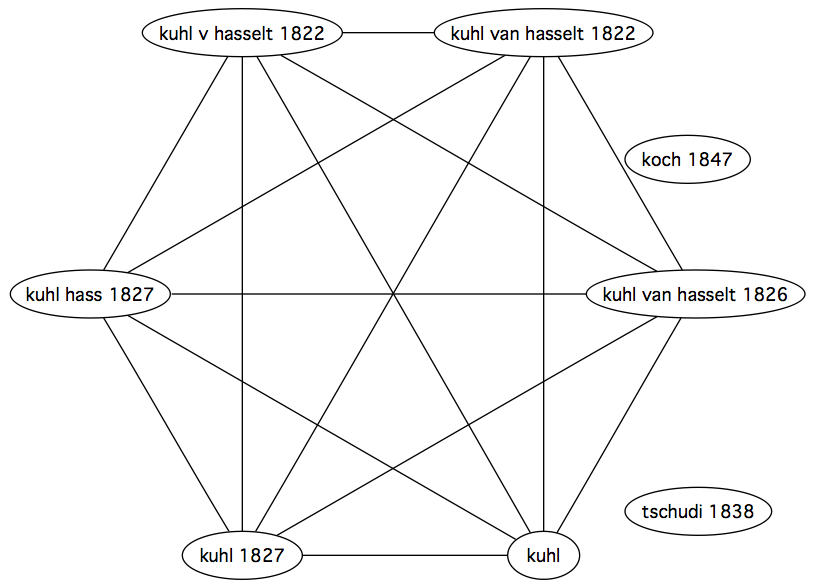 kuhl v hasselt 1822
kuhl van hasselt 1822
koch 1847
kuhl hass 1827
kuhl van hasselt 1826
tschudi 1838
kuhl 1827
kuhl